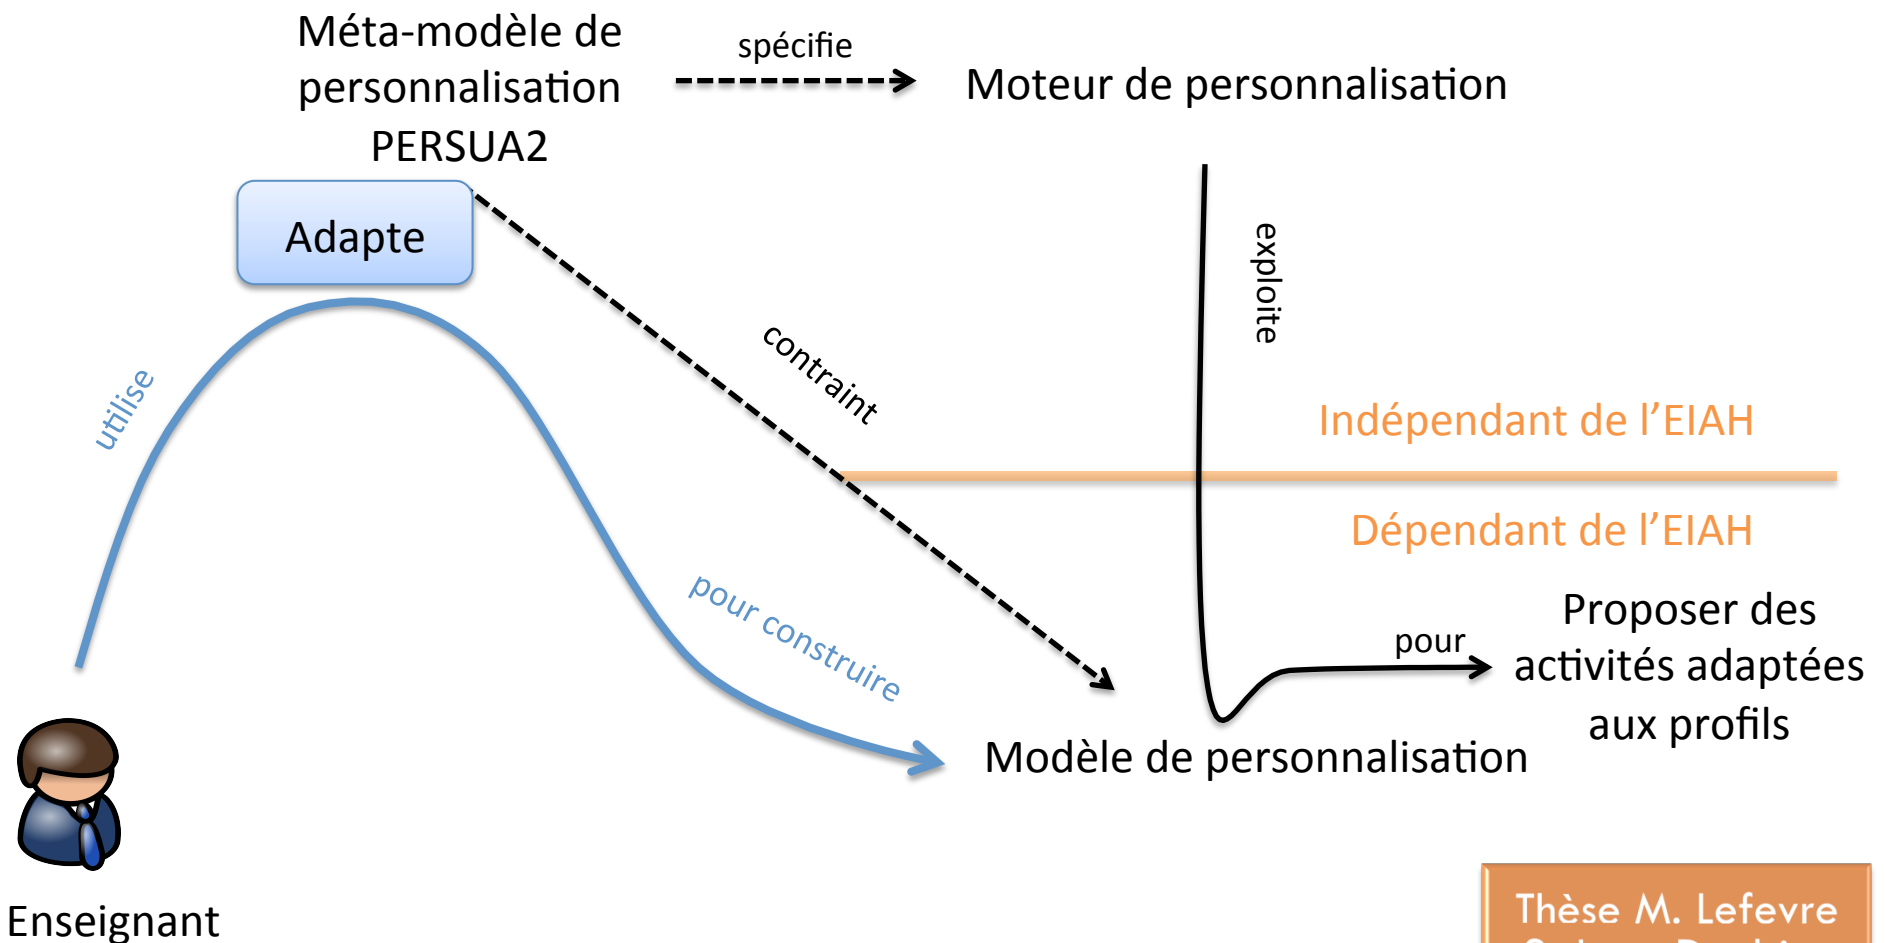 Méta-modèle de
personnalisation
PERSUA2
spécifie
Moteur de personnalisation
Adapte
exploite
contraint
utilise
Indépendant de l’EIAH
Dépendant de l’EIAH
pour construire
pour
Proposer des
activités adaptées
aux profils
Modèle de personnalisation
Enseignant
Thèse M. Lefevre